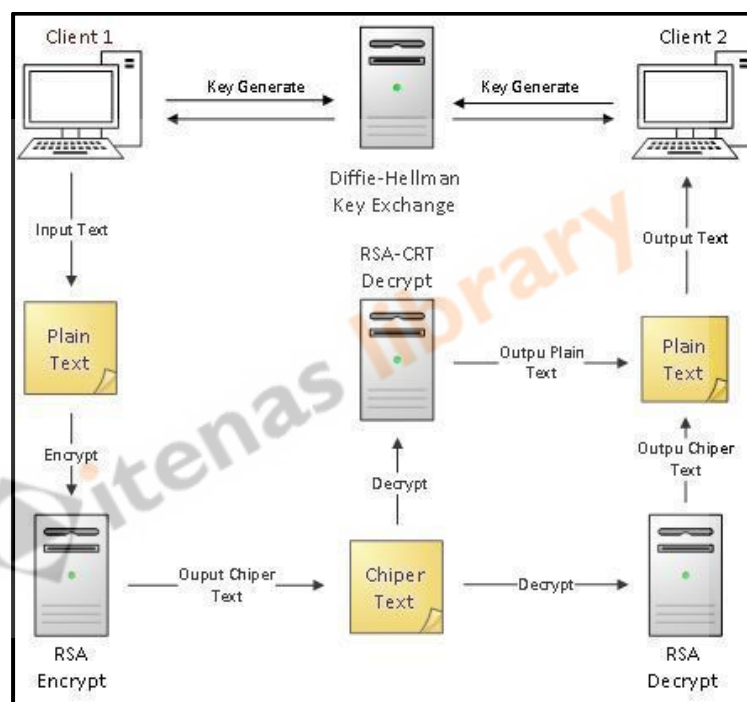 Client 1
Client 2
Key Generate
Key Generate
Diffie-Hellman
Key Exchange
Input Text
RSA-CRT
Decrypt
Output Text
Plain
Text
Outpu Plain
Text
Plain
Text
Encrypt
Decrypt
Outpu Chiper
Text
Ouput Chiper
Text
Chiper
Text
Decrypt
RSA
Encrypt
RSA
Decrypt
itenas library